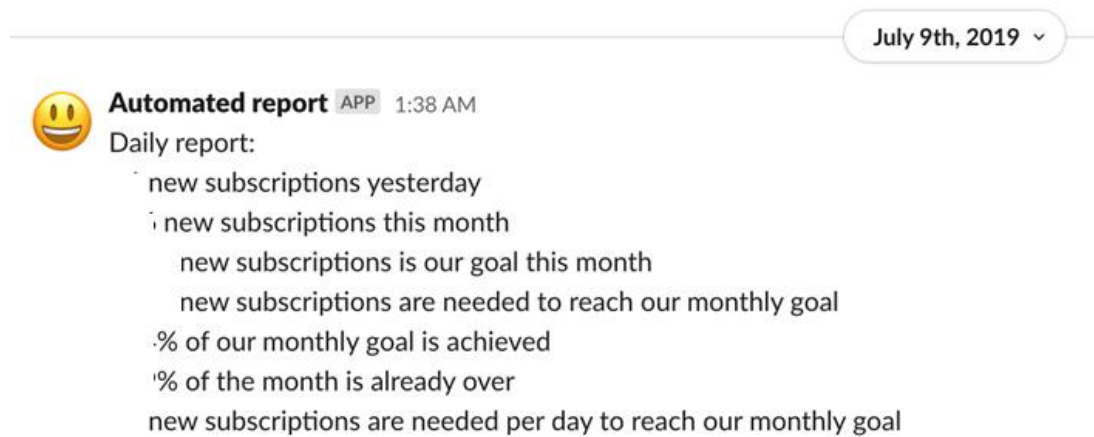 July 9th, 2019
Automated report APP 1:38 AM
Daily report:
new subscriptions yesterday
new subscriptions this month
new subscriptions is our goal this month
new subscriptions are needed to reach our monthly goal
% of our monthly goal is achieved
% of the month is already over
new subscriptions are needed per day to reach our monthly goal